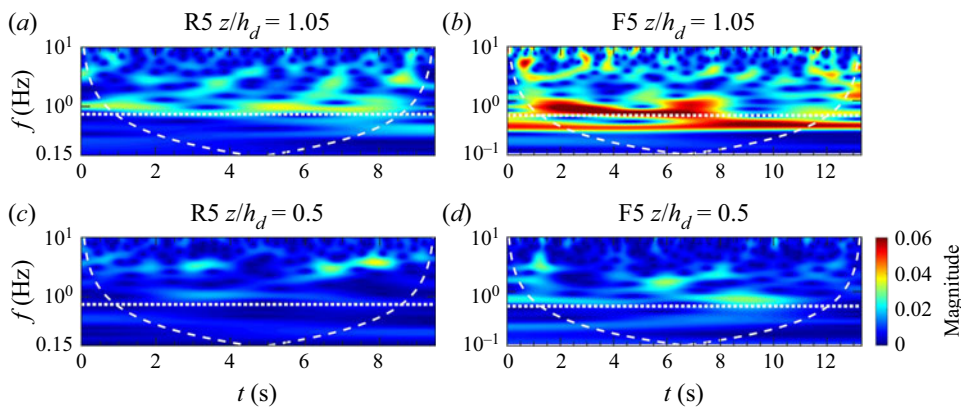 (a) R5 z/h_d = 1.05
(b) F5 z/h_d = 1.05
10^1
10^0
0.15
f (Hz)
0 2 4 6 8
10^1
10^0
10^−1
0 2 4 6 8 10 12
(c) R5 z/h_d = 0.5
(d) F5 z/h_d = 0.5
10^1
10^0
0.15
f (Hz)
0 2 4 6 8
t (s)
10^1
10^0
10^−1
0 2 4 6 8 10 12
t (s)
0.06
0.04
0.02
0
Magnitude